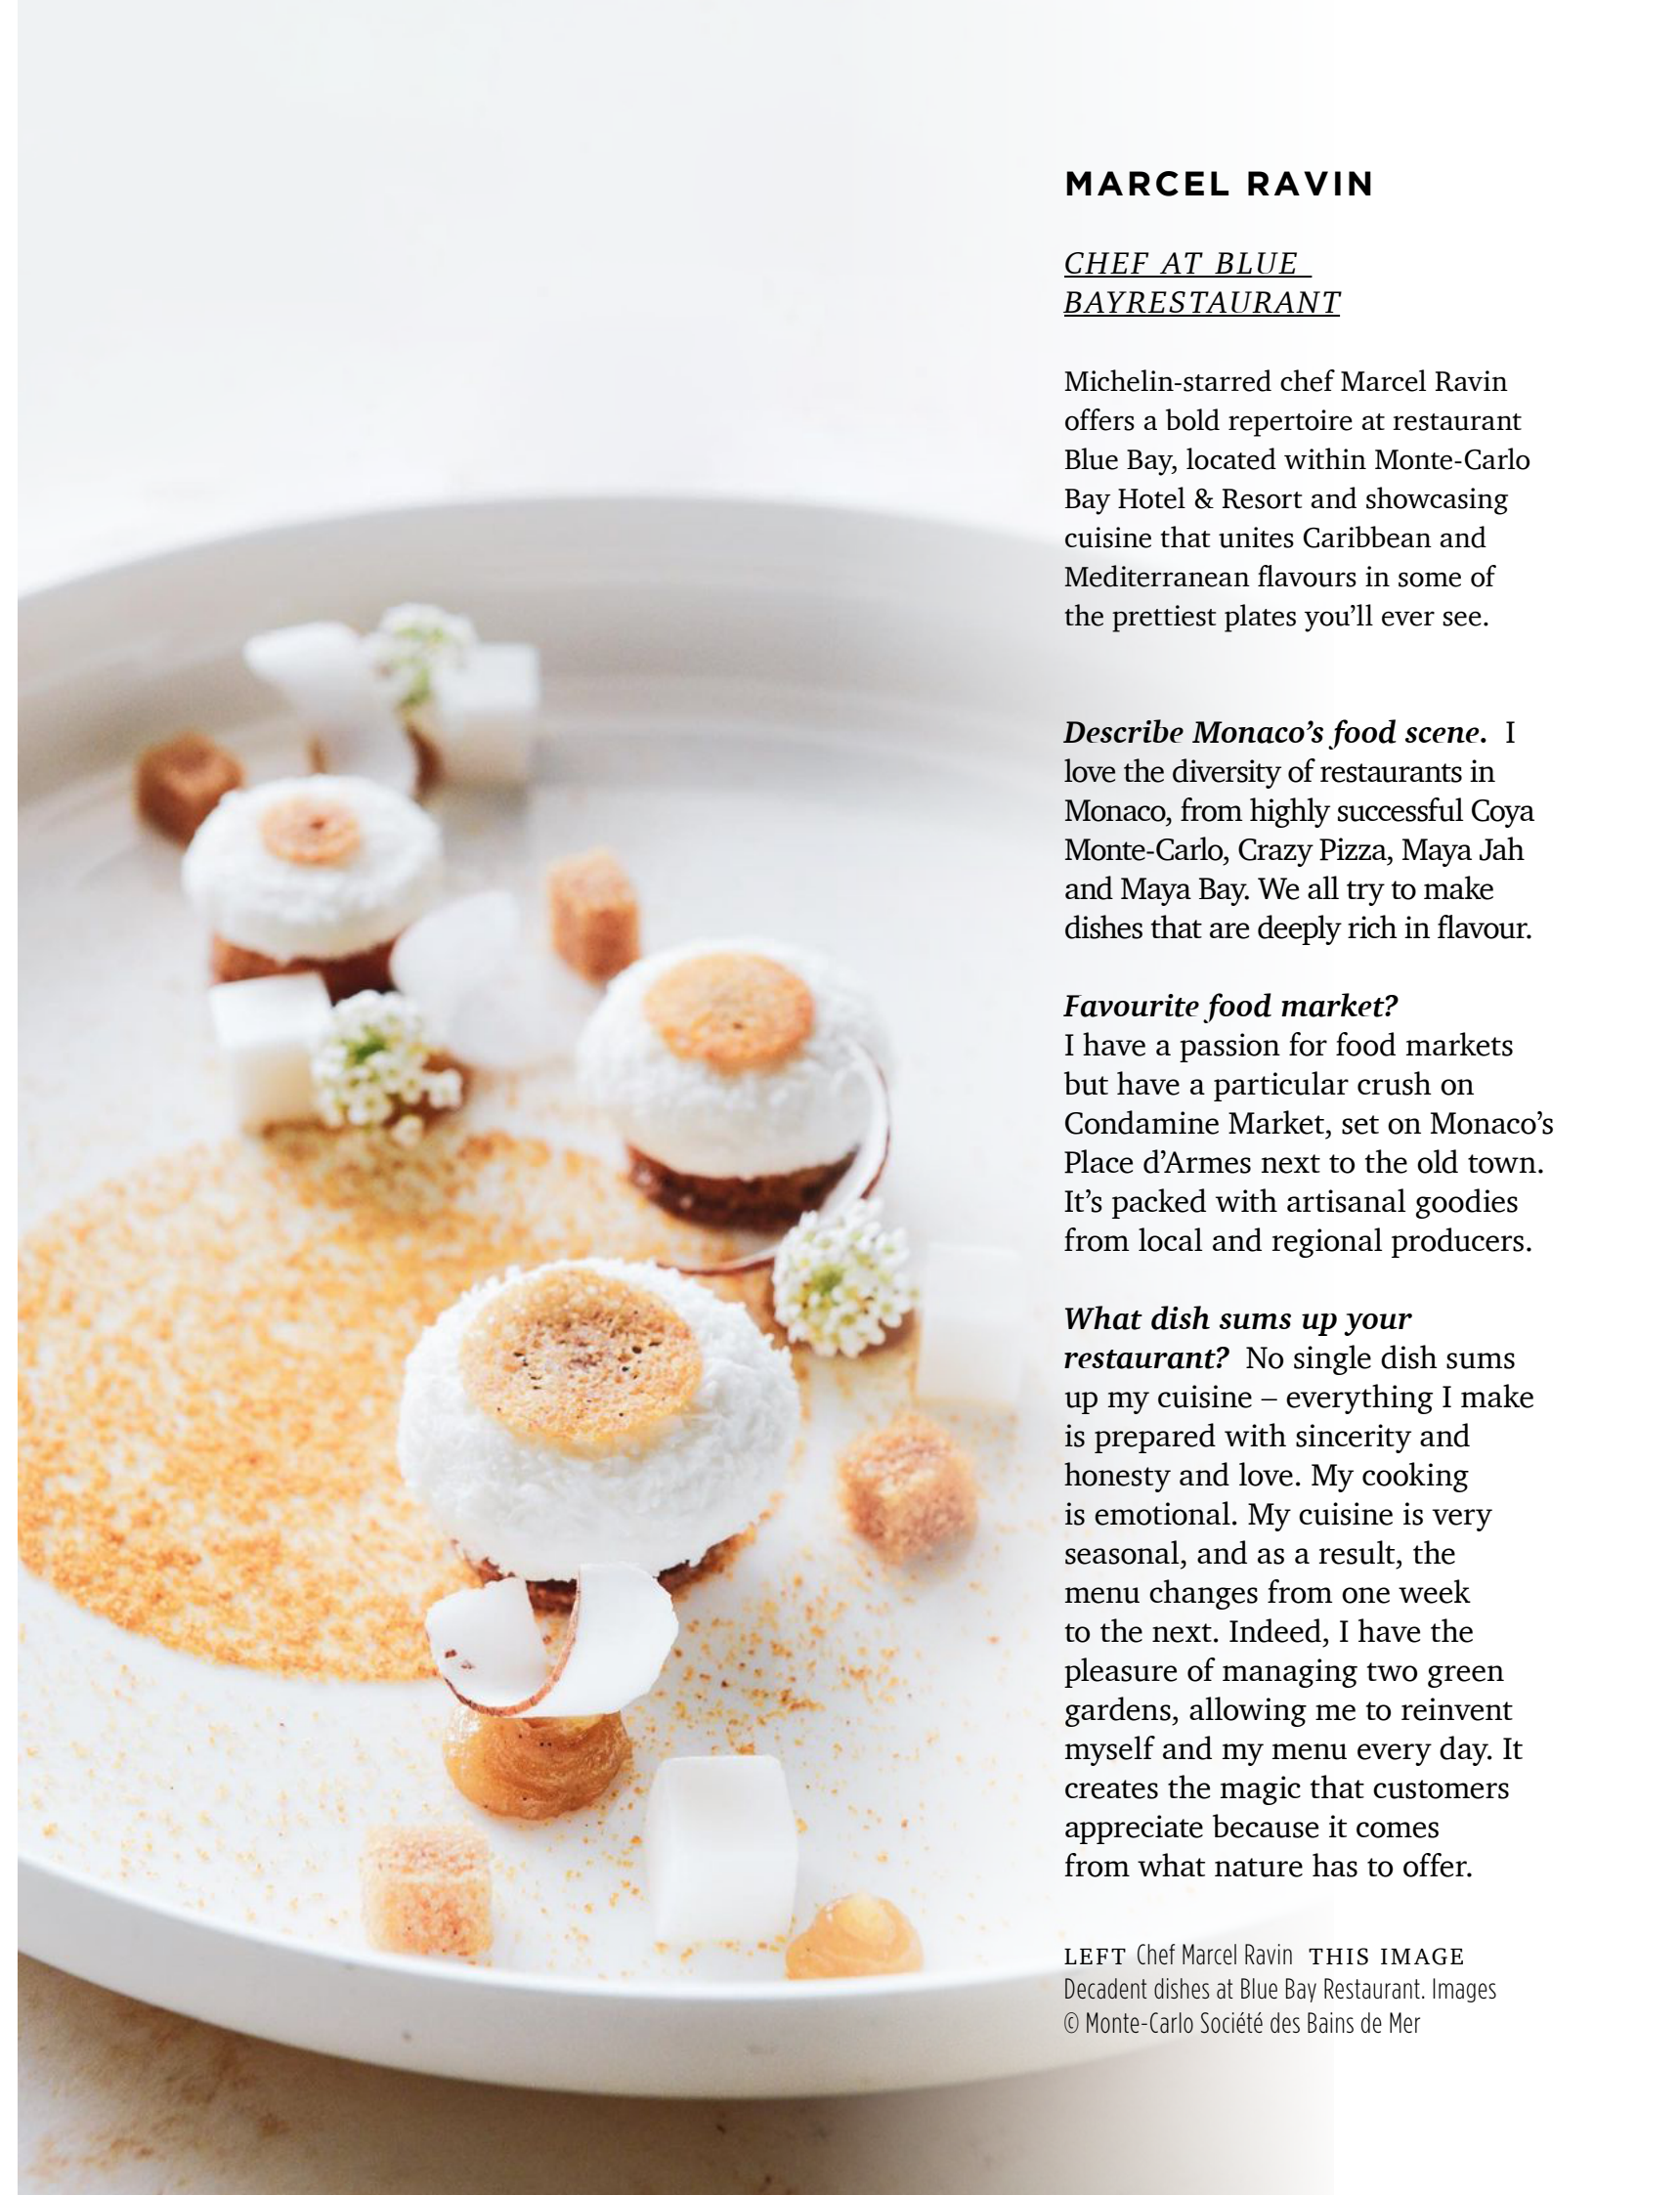 MARCEL RAVIN
CHEF AT BLUE
BAYRESTAURANT
Michelin-starred chef Marcel Ravin
offers a bold repertoire at restaurant
Blue Bay, located within Monte-Carlo
Bay Hotel & Resort and showcasing
cuisine that unites Caribbean and
Mediterranean flavours in some of
the prettiest plates you’ll ever see.
Describe Monaco’s food scene. I
love the diversity of restaurants in
Monaco, from highly successful Coya
Monte-Carlo, Crazy Pizza, Maya Jah
and Maya Bay. We all try to make
dishes that are deeply rich in flavour.
Favourite food market?
I have a passion for food markets
but have a particular crush on
Condamine Market, set on Monaco’s
Place d’Armes next to the old town.
It’s packed with artisanal goodies
from local and regional producers.
What dish sums up your
restaurant? No single dish sums
up my cuisine – everything I make
is prepared with sincerity and
honesty and love. My cooking
is emotional. My cuisine is very
seasonal, and as a result, the
menu changes from one week
to the next. Indeed, I have the
pleasure of managing two green
gardens, allowing me to reinvent
myself and my menu every day. It
creates the magic that customers
appreciate because it comes
from what nature has to offer.
LEFT Chef Marcel Ravin THIS IMAGE
Decadent dishes at Blue Bay Restaurant. Images
© Monte-Carlo Société des Bains de Mer